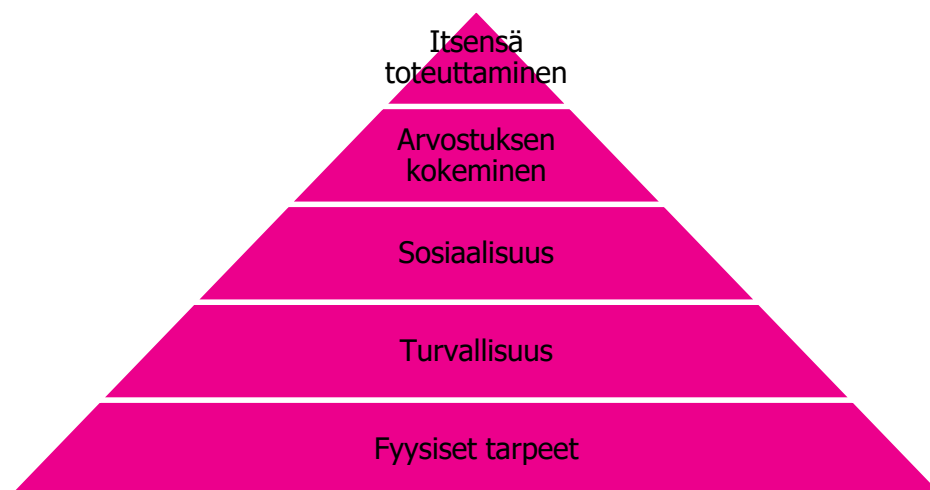 Itsensä
toteuttaminen
Arvostuksen
kokeminen
Sosiaalisuus
Turvallisuus
Fyysiset tarpeet